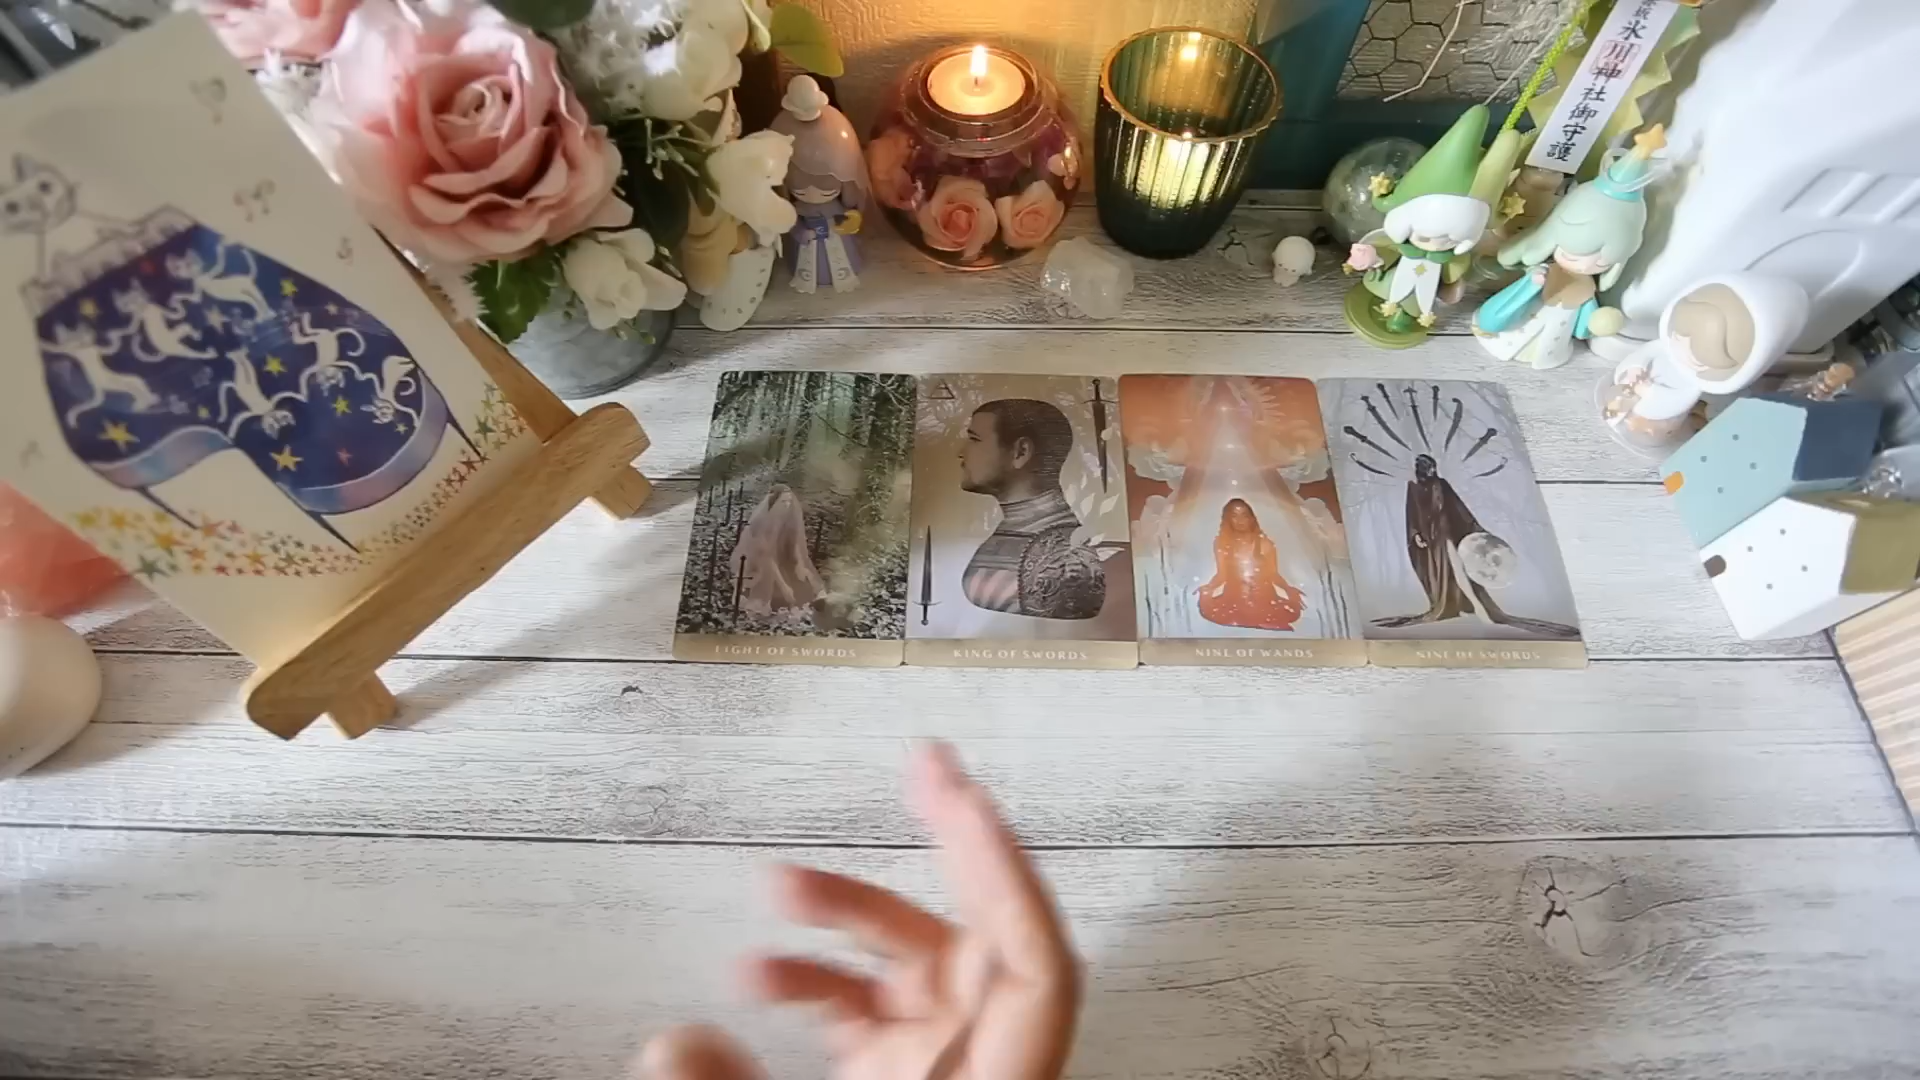 氷川神社御守護
EIGHT OF SWORDS
KING OF SWORDS
NINE OF WANDS
NINE OF SWORDS